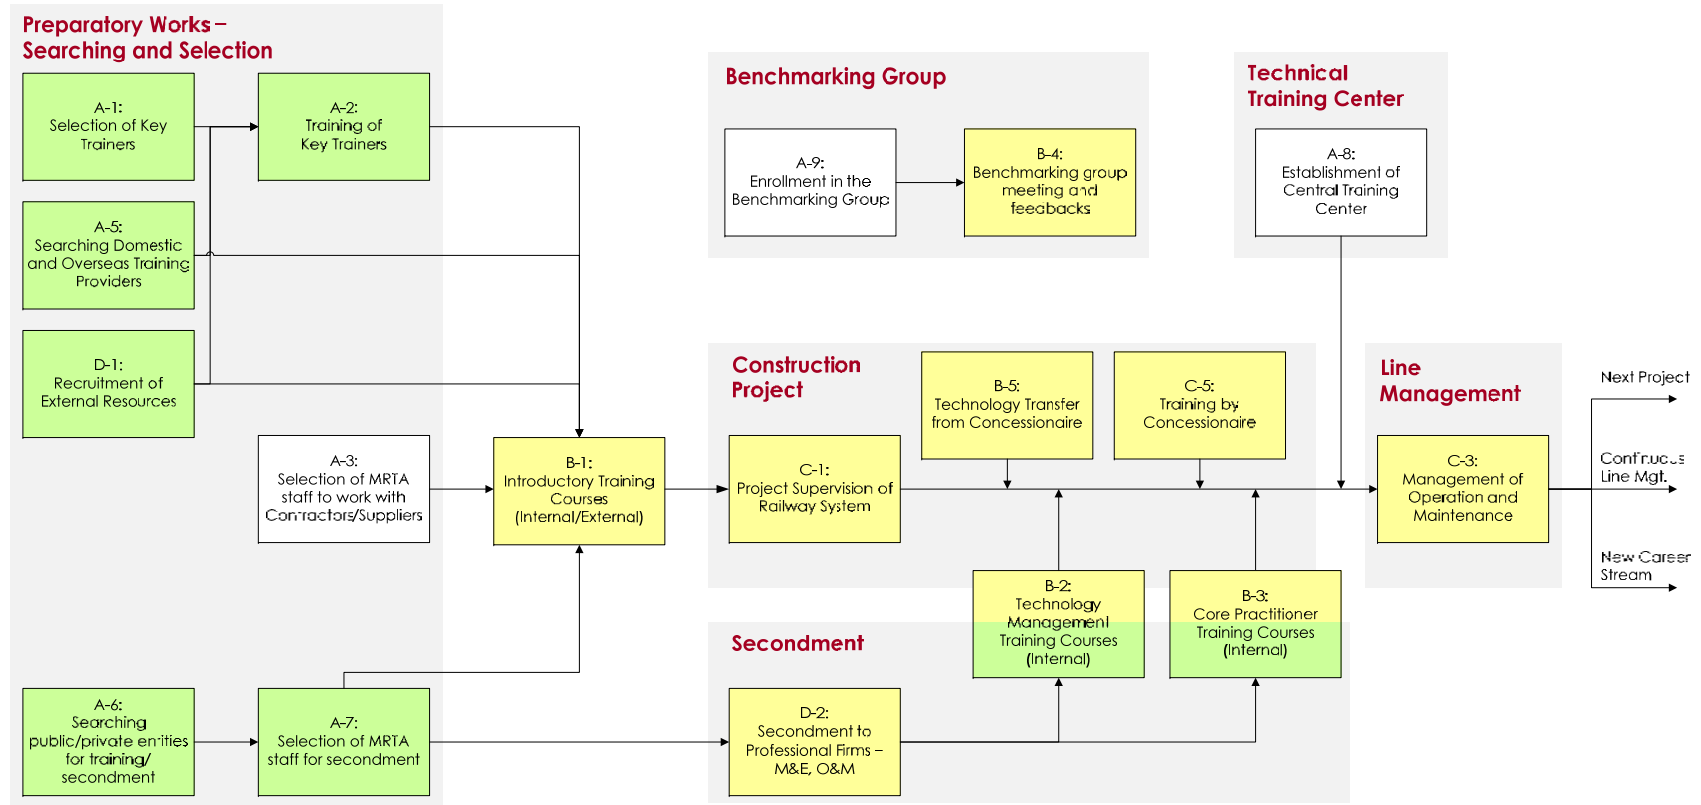 Preparatory Works –
Searching and Selection
A-1:
Selection of Key
Trainers
A-2:
Training of
Key Trainers
A-5:
Searching Domestic
and Overseas Training
Providers
D-1:
Recruitment of
External Resources
A-3:
Selection of MRTA
staff to work with
Contractors/Suppliers
A-6:
Searching
public/private entities
for training/
secondment
A-7:
Selection of MRTA
staff for secondment
B-1:
Introductory Training
Courses
(Internal/External)
Benchmarking Group
A-9:
Enrollment in the
Benchmarking Group
B-4:
Benchmarking group
meeting and
feedbacks
Technical
Training Center
A-8:
Establishment of
Central Training
Center
Construction
Project
B-5:
Technology Transfer
from Concessionaire
C-5:
Training by
Concessionaire
C-1:
Project Supervision of
Railway System
Line
Management
C-3:
Management of
Operation and
Maintenance
Next Project
Continuous
Line Mgt.
New Career
Stream
Secondment
B-2:
Technology
Management
Training Courses
(Internal)
B-3:
Core Practitioner
Training Courses
(Internal)
D-2:
Secondment to
Professional Firms –
M&E, O&M